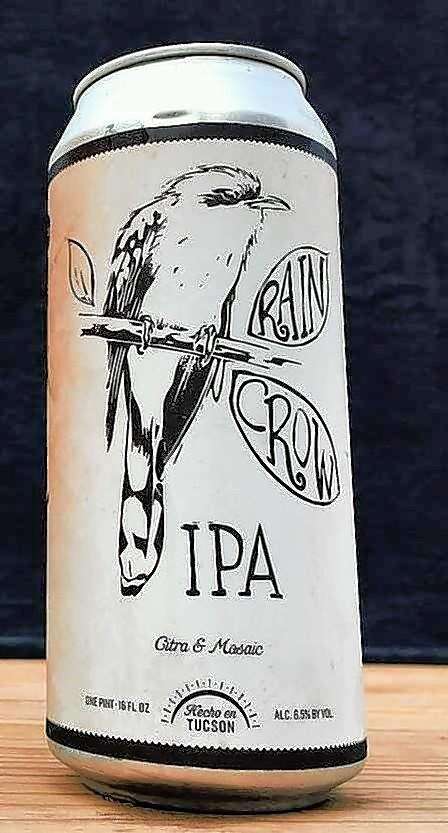 RAIN
CROW
IPA
Citra & Mosaic
ONE PINT · 16 FL OZ
Hecho en
TUCSON
ALC. 6.5% BY VOL.